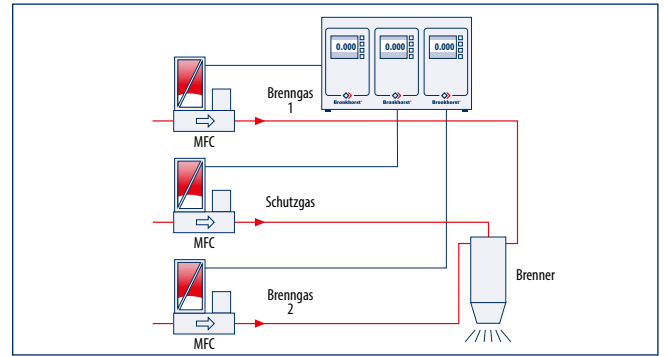 0.000 0.000 0.000
Bronkhorst® Bronkhorst® Bronkhorst®
Brenngas
1
MFC
Schutzgas
MFC
Brenner
Brenngas
2
MFC